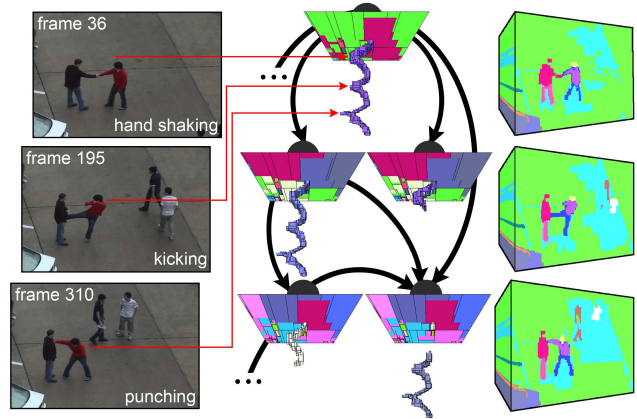 frame 36
hand shaking
frame 195
kicking
frame 310
punching